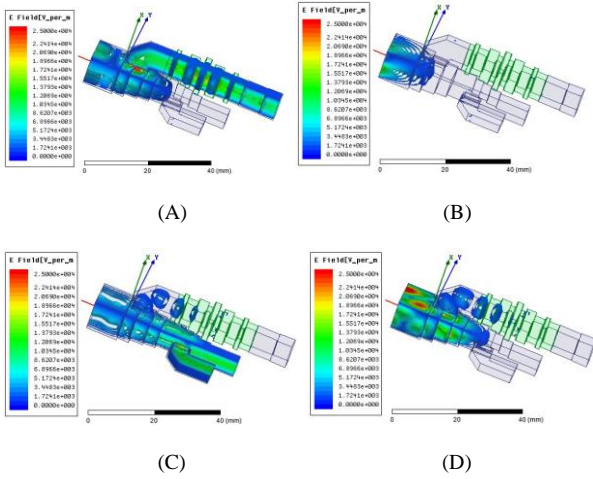 E Field[V_per_m
2.5000e+004
2.2414e+004
2.0690e+004
1.8966e+004
1.7241e+004
1.5517e+004
1.3793e+004
1.2069e+004
1.0345e+004
8.6207e+003
6.8966e+003
5.1724e+003
3.4483e+003
1.7241e+003
0.0000e+000
X
Y
0
20
40 (mm)
(A)
E Field[V_per_m
2.5000e+004
2.2414e+004
2.0690e+004
1.8966e+004
1.7241e+004
1.5517e+004
1.3793e+004
1.2069e+004
1.0345e+004
8.6207e+003
6.8966e+003
5.1724e+003
3.4483e+003
1.7241e+003
0.0000e+000
X
Y
0
20
40 (mm)
(B)
E Field[V_per_m
2.5000e+004
2.2414e+004
2.0690e+004
1.8966e+004
1.7241e+004
1.5517e+004
1.3793e+004
1.2069e+004
1.0345e+004
8.6207e+003
6.8966e+003
5.1724e+003
3.4483e+003
1.7241e+003
0.0000e+000
X
Y
0
20
40 (mm)
(C)
E Field[V_per_m
2.5000e+004
2.2414e+004
2.0690e+004
1.8966e+004
1.7241e+004
1.5517e+004
1.3793e+004
1.2069e+004
1.0345e+004
8.6207e+003
6.8966e+003
5.1724e+003
3.4483e+003
1.7241e+003
0.0000e+000
X
Y
0
20
40 (mm)
(D)